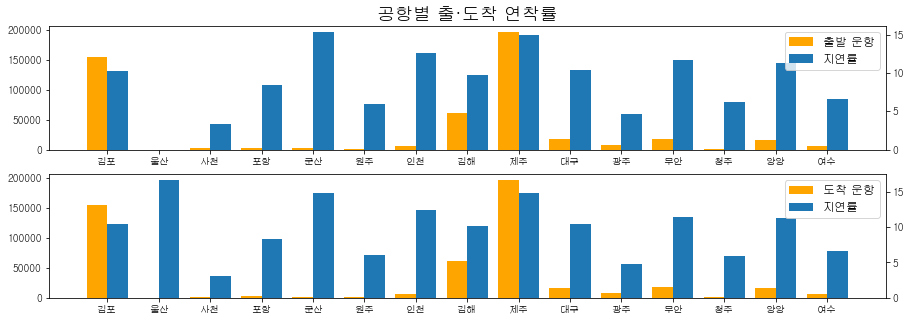 공항별 출·도착 연착률
200000
150000
100000
50000
0
15
10
5
0
출발 운항
지연률
김포 울산 사천 포항 군산 원주 인천 김해 제주 대구 광주 무안 청주 양양 여수
200000
150000
100000
50000
0
15
10
5
0
도착 운항
지연률
김포 울산 사천 포항 군산 원주 인천 김해 제주 대구 광주 무안 청주 양양 여수